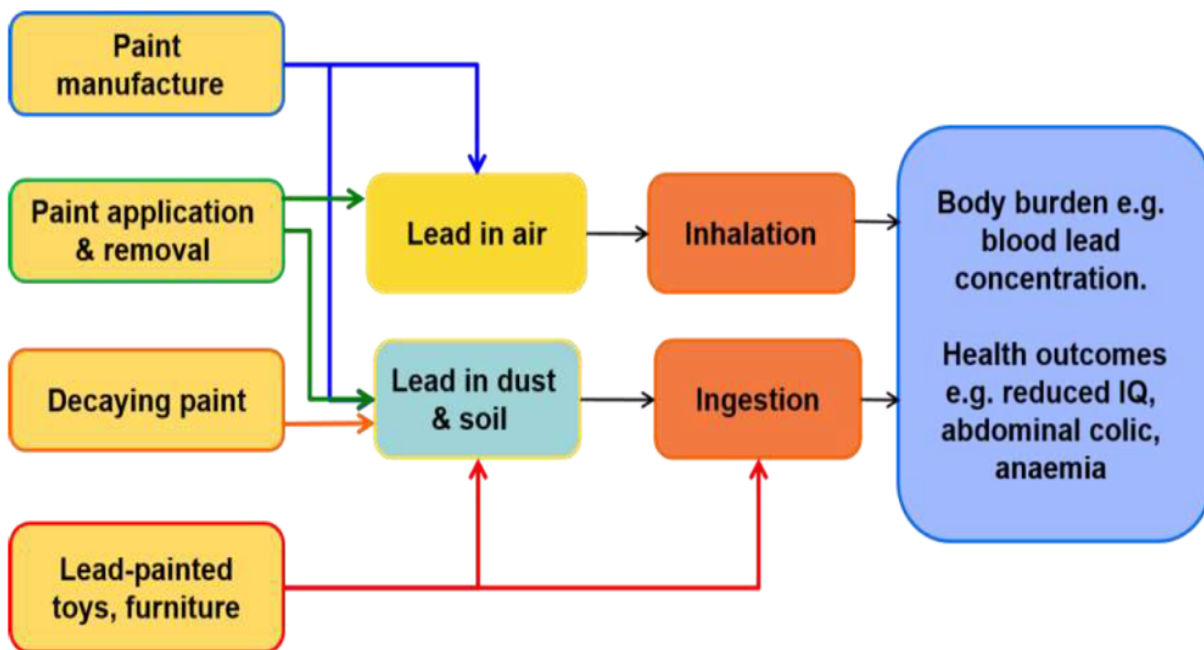 Paint
manufacture
Paint application
& removal
Decaying paint
Lead-painted
toys, furniture
Lead in air
Lead in dust
& soil
Inhalation
Ingestion
Body burden e.g.
blood lead
concentration.
Health outcomes
e.g. reduced IQ,
abdominal colic,
anaemia